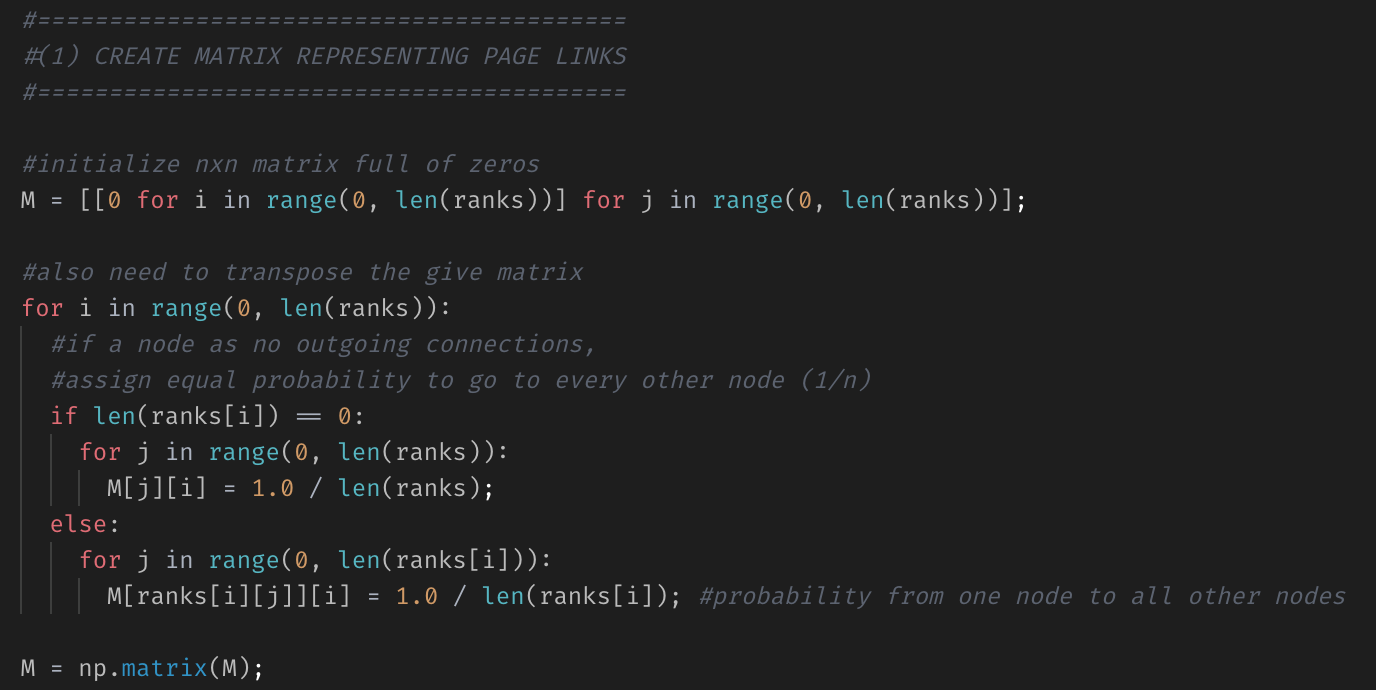 #=========================================
#(1) CREATE MATRIX REPRESENTING PAGE LINKS
#=========================================
#initialize nxn matrix full of zeros
M = [[0 for i in range(0, len(ranks))] for j in range(0, len(ranks))];
#also need to transpose the give matrix
for i in range(0, len(ranks)):
#if a node as no outgoing connections,
#assign equal probability to go to every other node (1/n)
if len(ranks[i]) == 0:
for j in range(0, len(ranks)):
M[j][i] = 1.0 / len(ranks);
else:
for j in range(0, len(ranks[i])):
M[ranks[i][j]][i] = 1.0 / len(ranks[i]); #probability from one node to all other nodes
M = np.matrix(M);